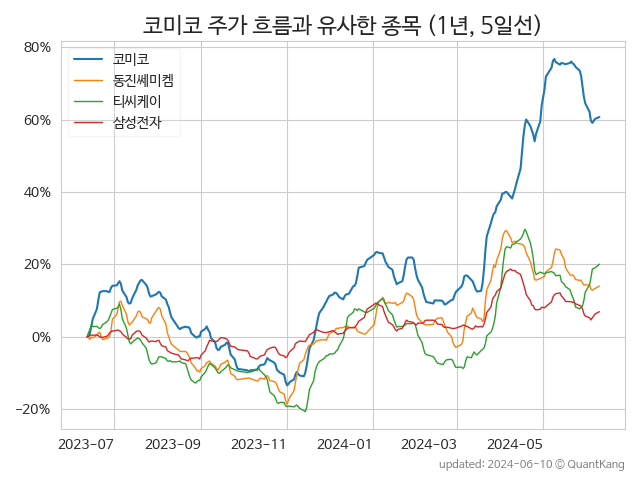 코미코 주가 흐름과 유사한 종목 (1년, 5일선)
코미코
동진쎄미켐
티씨케이
삼성전자
80%
60%
40%
20%
0%
−20%
2023-07
2023-09
2023-11
2024-01
2024-03
2024-05
updated: 2024-06-10 © QuantKang